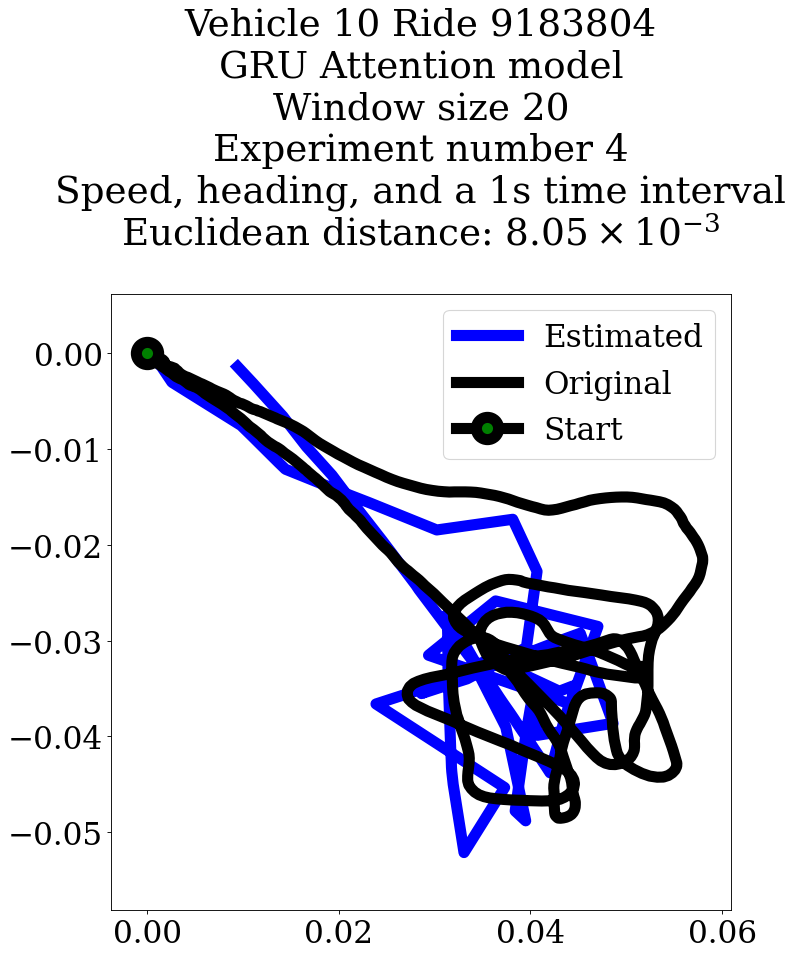 Vehicle 10 Ride 9183804
GRU Attention model
Window size 20
Experiment number 4
Speed, heading, and a 1s time interval
Euclidean distance: 8.05 × 10⁻³
Estimated
Original
Start
0.00
−0.01
−0.02
−0.03
−0.04
−0.05
0.00 0.02 0.04 0.06